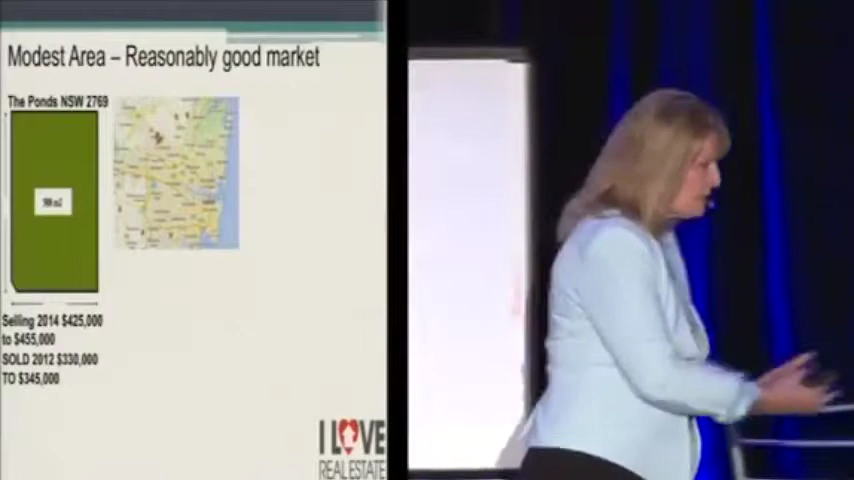 Modest Area – Reasonably good market
The Ponds NSW 2769
Selling 2014 $425,000
to $455,000
SOLD 2012 $330,000
TO $345,000
I LOVE
REAL ESTATE